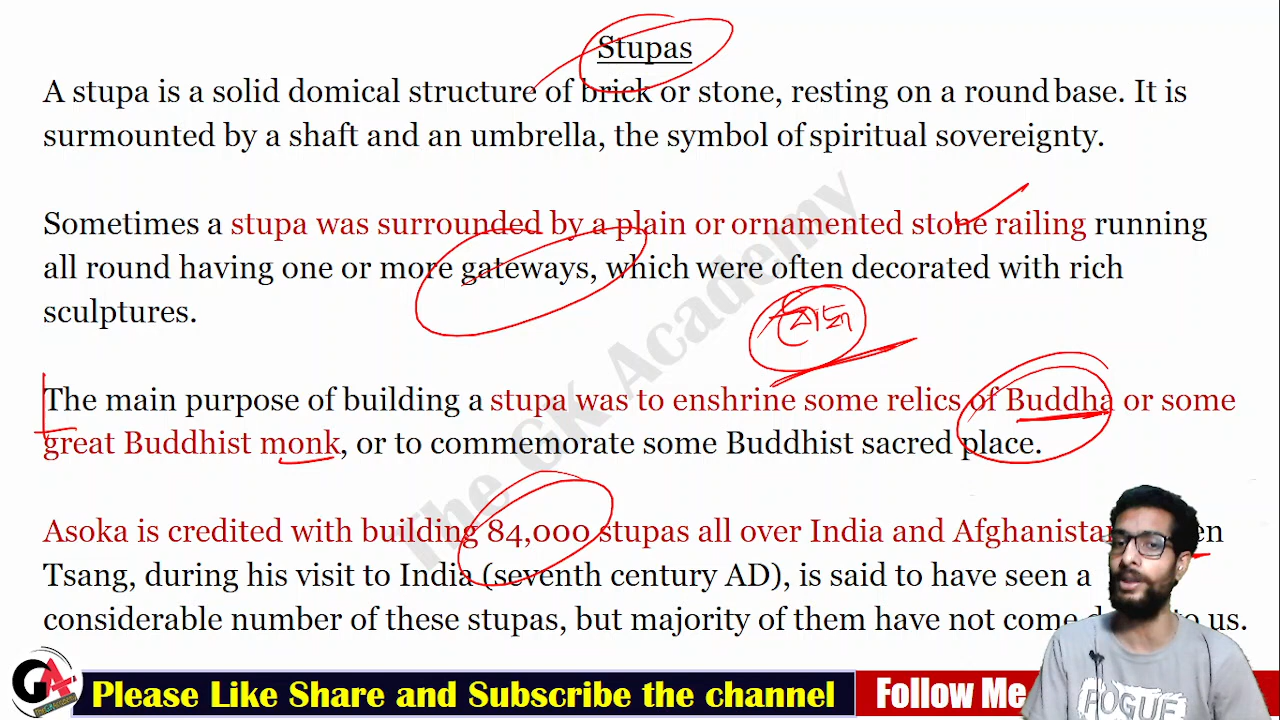 Stupas
A stupa is a solid domical structure of brick or stone, resting on a round base. It is
surmounted by a shaft and an umbrella, the symbol of spiritual sovereignty.
Sometimes a stupa was surrounded by a plain or ornamented stone railing running
all round having one or more gateways, which were often decorated with rich
sculptures.
The main purpose of building a stupa was to enshrine some relics of Buddha or some
great Buddhist monk, or to commemorate some Buddhist sacred place.
Asoka is credited with building 84,000 stupas all over India and Afghanistan
Tsang, during his visit to India (seventh century AD), is said to have seen a
considerable number of these stupas, but majority of them have not come to us.
The GK Academy
GA
Please Like Share and Subscribe the channel
Follow Me